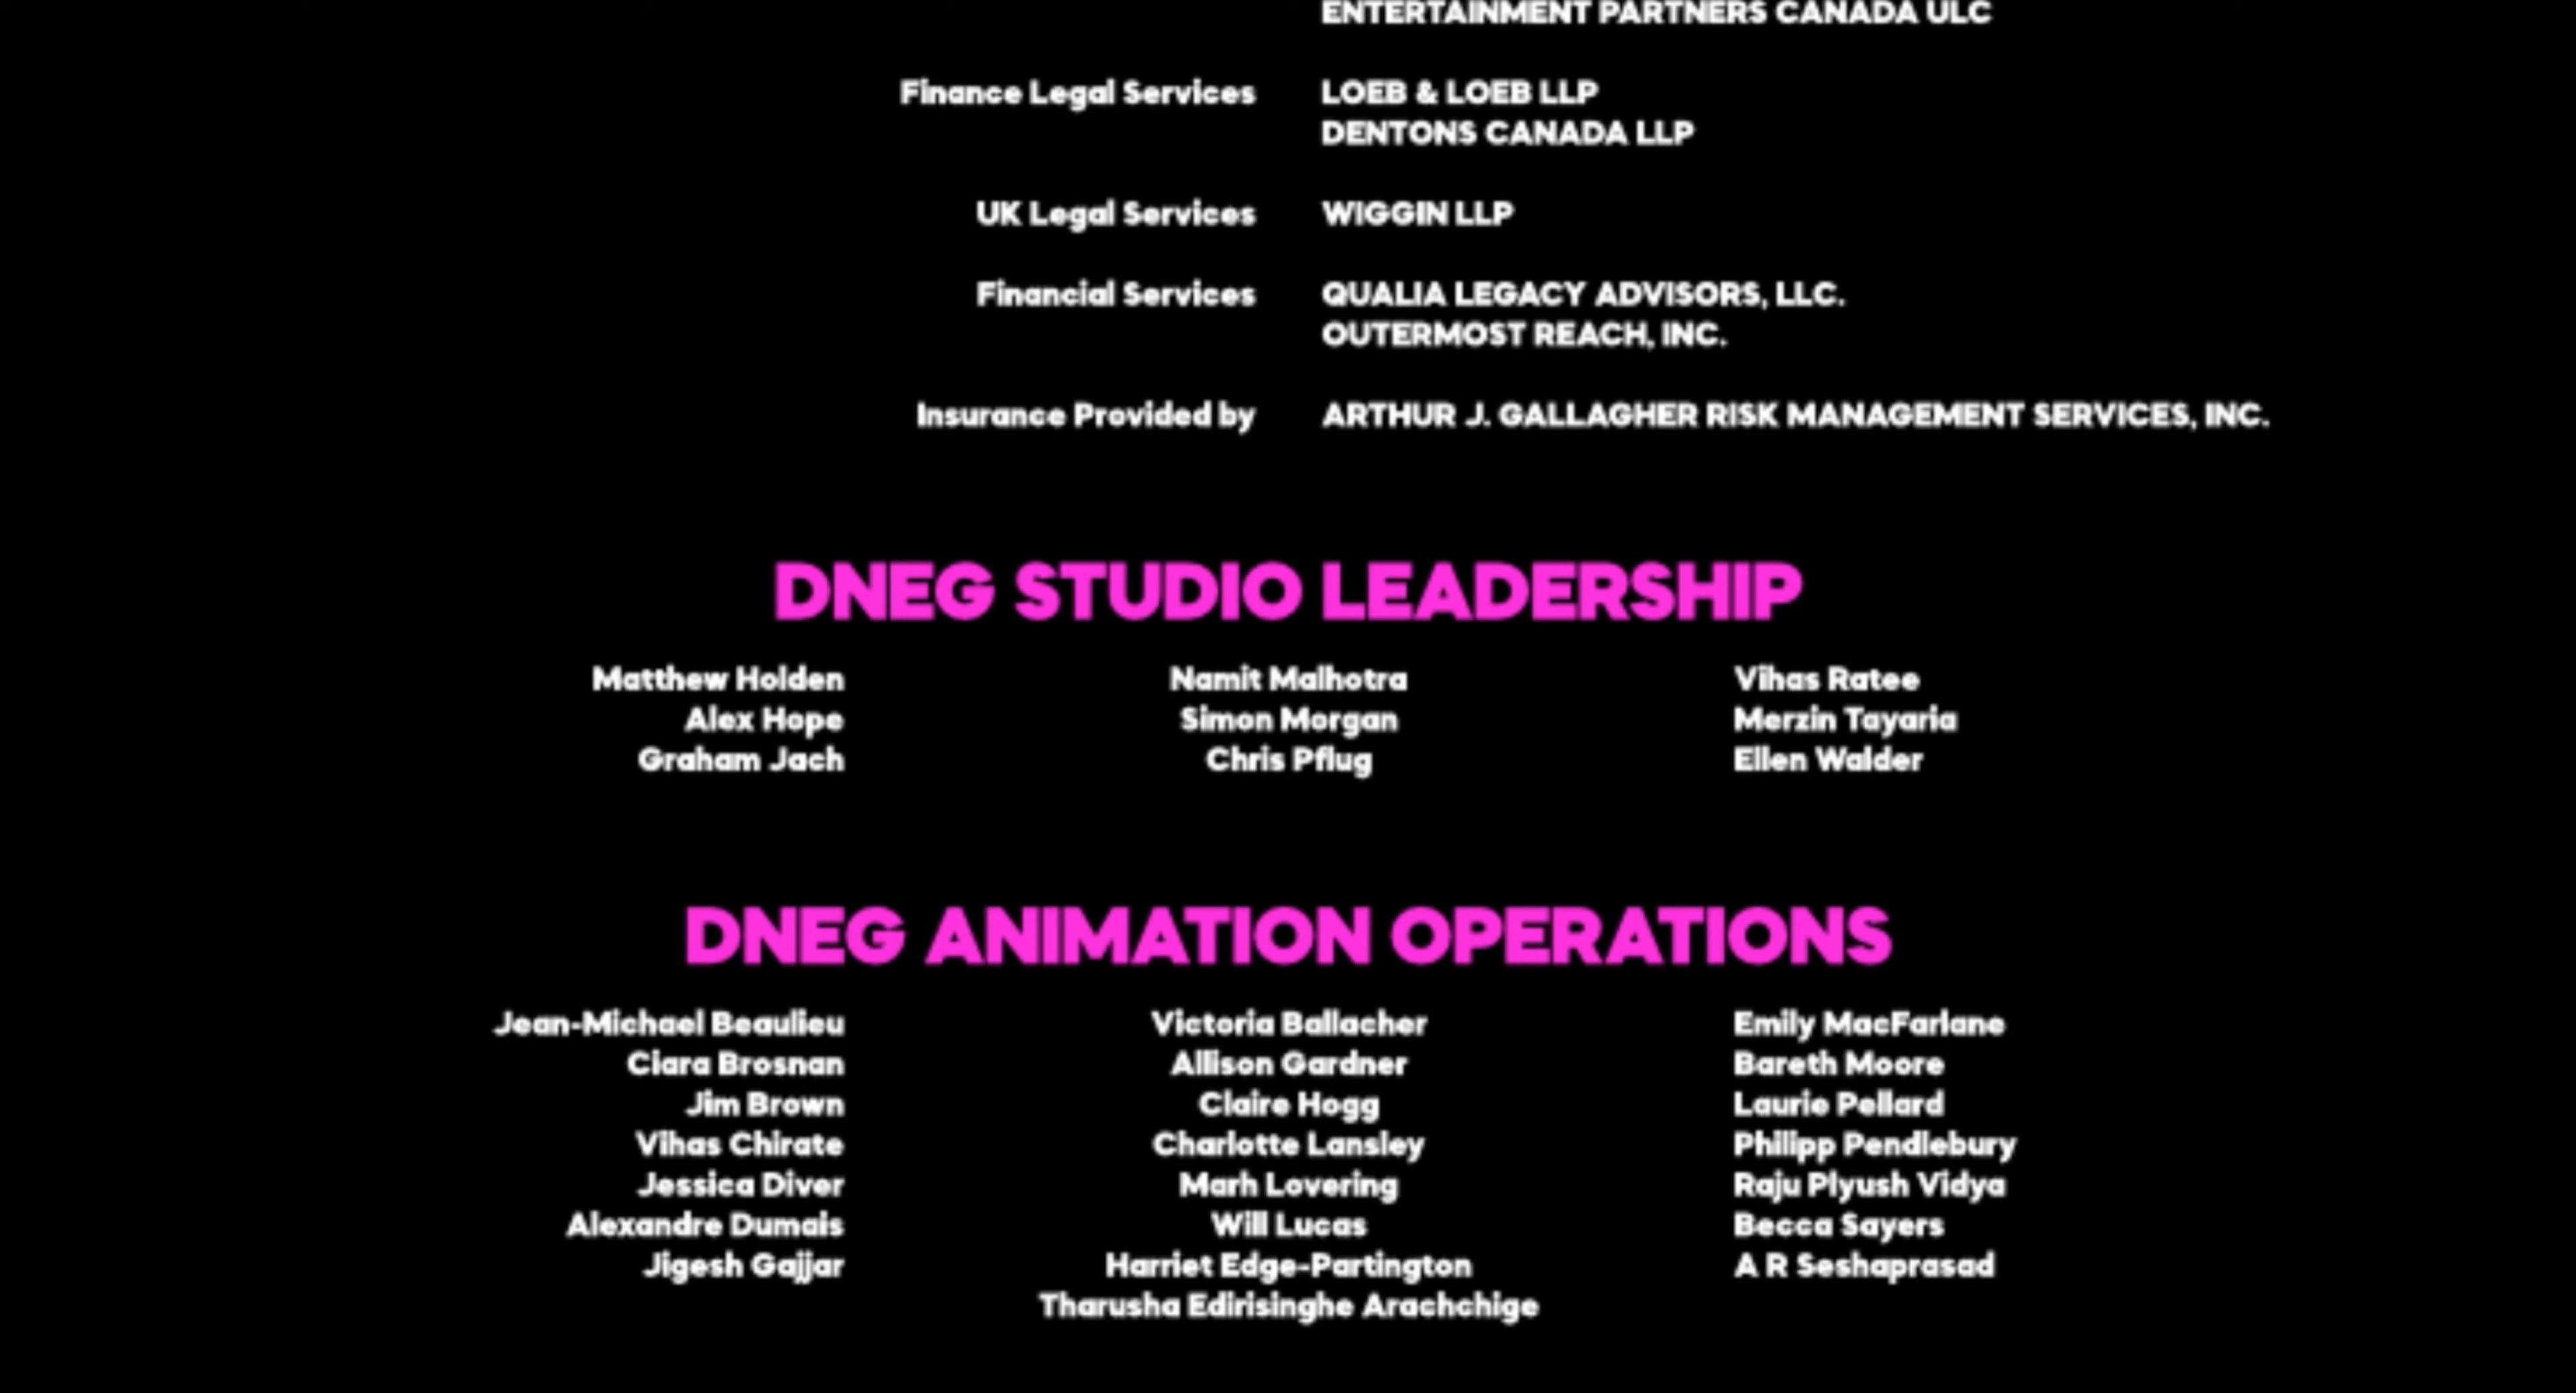 ENTERTAINMENT PARTNERS CANADA ULC
Finance Legal Services LOEB & LOEB LLP
DENTONS CANADA LLP
UK Legal Services WIGGIN LLP
Financial Services QUALIA LEGACY ADVISORS, LLC.
OUTERMOST REACH, INC.
Insurance Provided by ARTHUR J. GALLAGHER RISK MANAGEMENT SERVICES, INC.
DNEG STUDIO LEADERSHIP
Matthew Holden Namit Malhotra Vihas Ratee
Alex Hope Simon Morgan Merzin Tayaria
Graham Jach Chris Pflug Ellen Walder
DNEG ANIMATION OPERATIONS
Jean-Michael Beaulieu Victoria Ballacher Emily MacFarlane
Ciara Brosnan Allison Gardner Bareth Moore
Jim Brown Claire Hogg Laurie Pellard
Vihas Chirate Charlotte Lansley Philipp Pendlebury
Jessica Diver Marh Lovering Raju Plyush Vidya
Alexandre Dumais Will Lucas Becca Sayers
Jigesh Gajjar Harriet Edge-Partington A R Seshaprasad
Tharusha Edirisinghe Arachchige